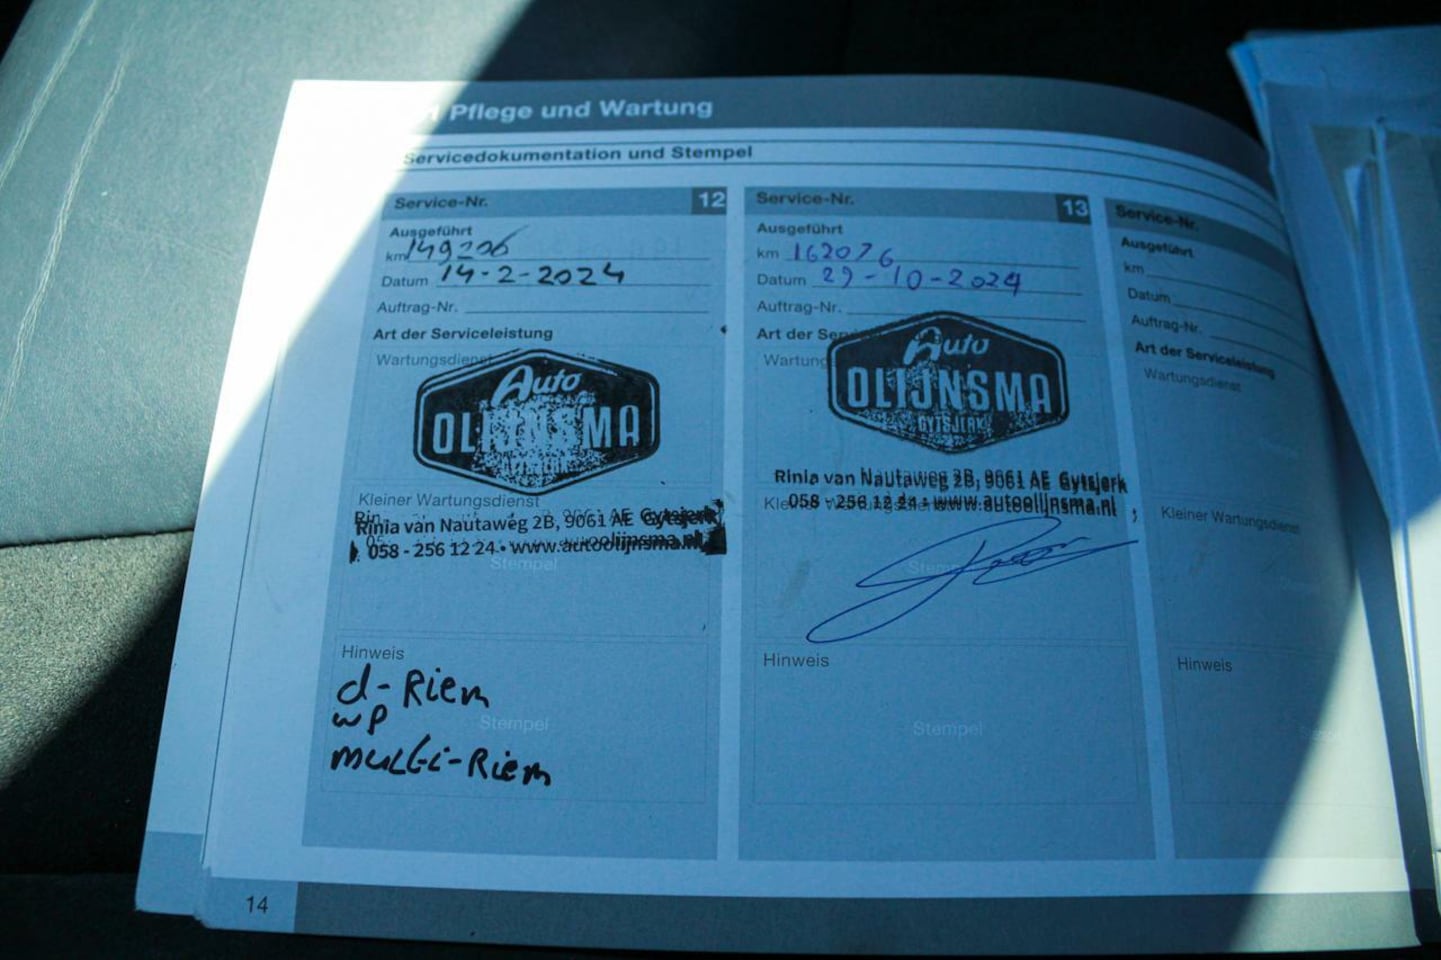 Pflege und Wartung
Servicedokumentation und Stempel
Service-Nr. 12
Ausgeführt
km 149206
Datum 14-2-2024
Auftrag-Nr.
Art der Serviceleistung
Wartungsdienst
Auto
OLIJNSMA
Kleiner Wartungsdienst
Rinia van Nautaweg 2B, 9061 AE Gytsjerk
058 - 256 12 24 • www.autoolijnsma.nl
Stempel
Hinweis
d-Riem
wp
Stempel
multi-Riem
Service-Nr. 13
Ausgeführt
km 162076
Datum 29-10-2024
Auftrag-Nr.
Art der
Auto
OLIJNSMA
GYTSJERK
Rinia van Nautaweg 2B, 9061 AE Gytsjerk
058 - 256 12 24 • www.autoolijnsma.nl
Hinweis
Stempel
Service-Nr.
Ausgeführt
km
Datum
Auftrag-Nr.
Art der Serviceleistung
Wartungsdienst
Kleiner Wartungsdienst
Hinweis
14